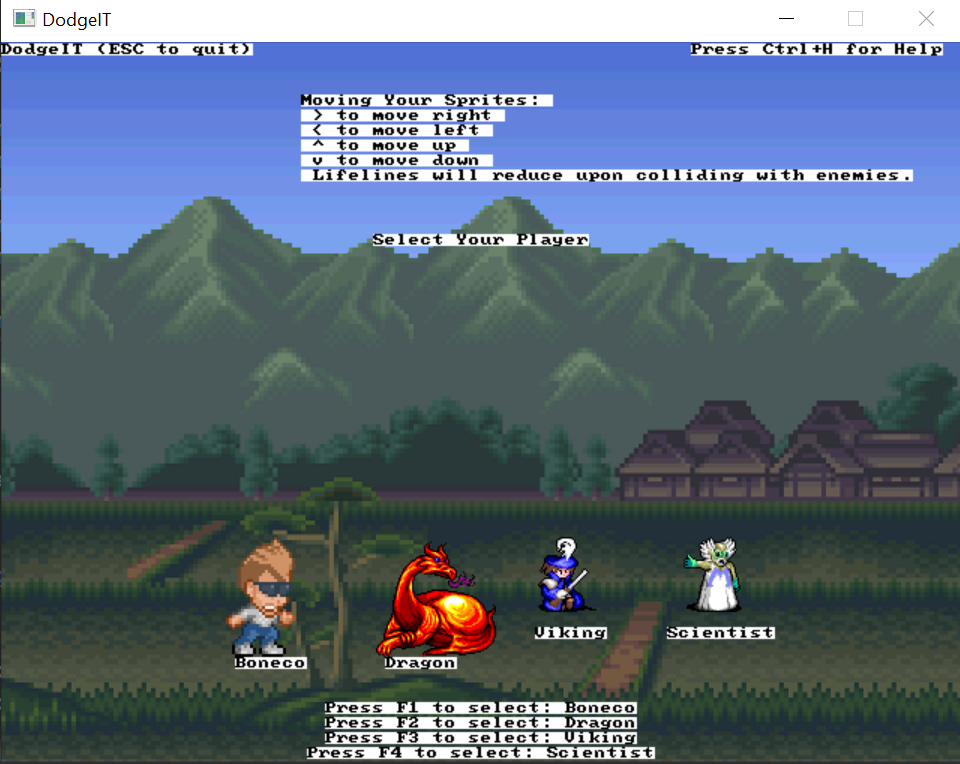 DodgeIT
DodgeIT (ESC to quit)
Press Ctrl+H for Help
Moving Your Sprites:
> to move right
< to move left
^ to move up
v to move down
Lifelines will reduce upon colliding with enemies.
Select Your Player
Viking
Scientist
Boneco
Dragon
Press F1 to select: Boneco
Press F2 to select: Dragon
Press F3 to select: Viking
Press F4 to select: Scientist